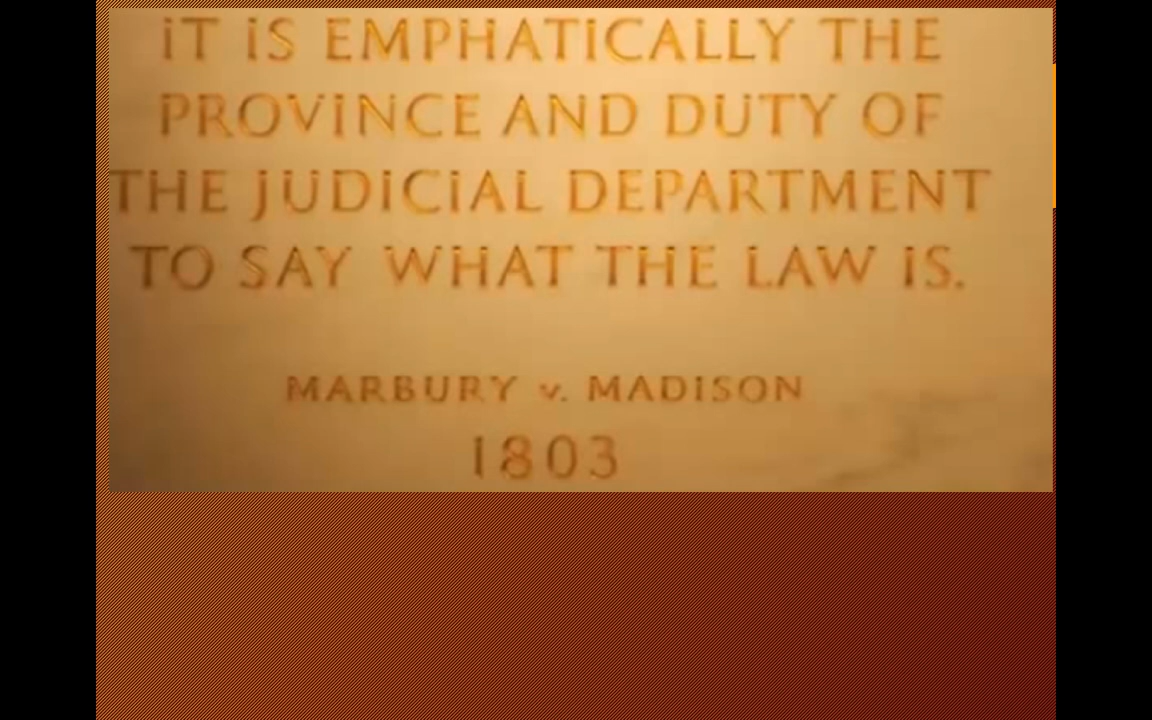 IT IS EMPHATICALLY THE
PROVINCE AND DUTY OF
THE JUDICIAL DEPARTMENT
TO SAY WHAT THE LAW IS.
MARBURY v. MADISON
1803